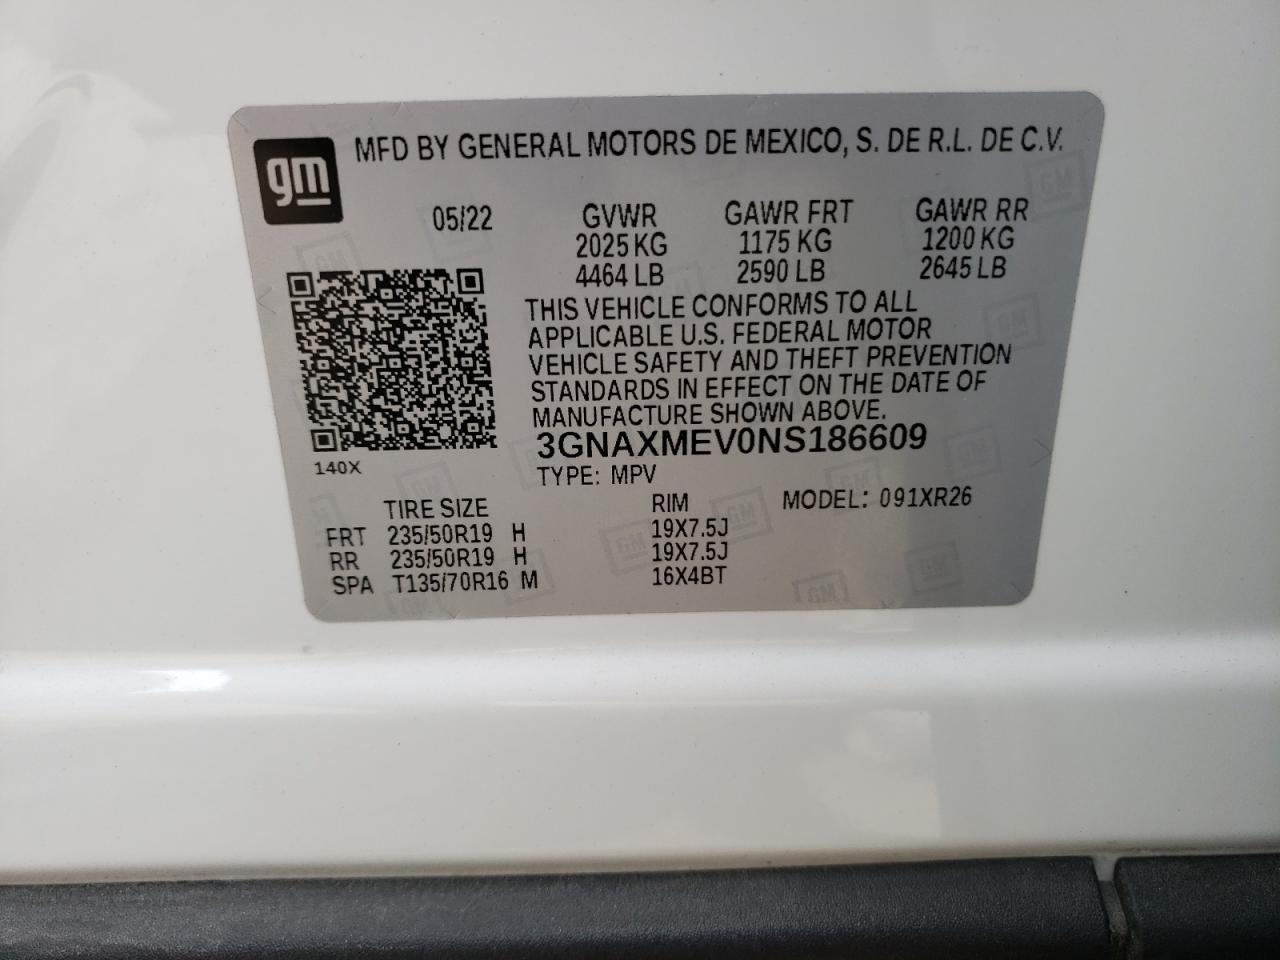 gm MFD BY GENERAL MOTORS DE MEXICO, S. DE R.L. DE C.V.
05/22 GVWR GAWR FRT GAWR RR
2025 KG 1175 KG 1200 KG
4464 LB 2590 LB 2645 LB
THIS VEHICLE CONFORMS TO ALL
APPLICABLE U.S. FEDERAL MOTOR
VEHICLE SAFETY AND THEFT PREVENTION
STANDARDS IN EFFECT ON THE DATE OF
MANUFACTURE SHOWN ABOVE.
3GNAXMEV0NS186609
140X TYPE: MPV
TIRE SIZE RIM MODEL: 091XR26
FRT 235/50R19 H 19X7.5J
RR 235/50R19 H 19X7.5J
SPA T135/70R16 M 16X4BT